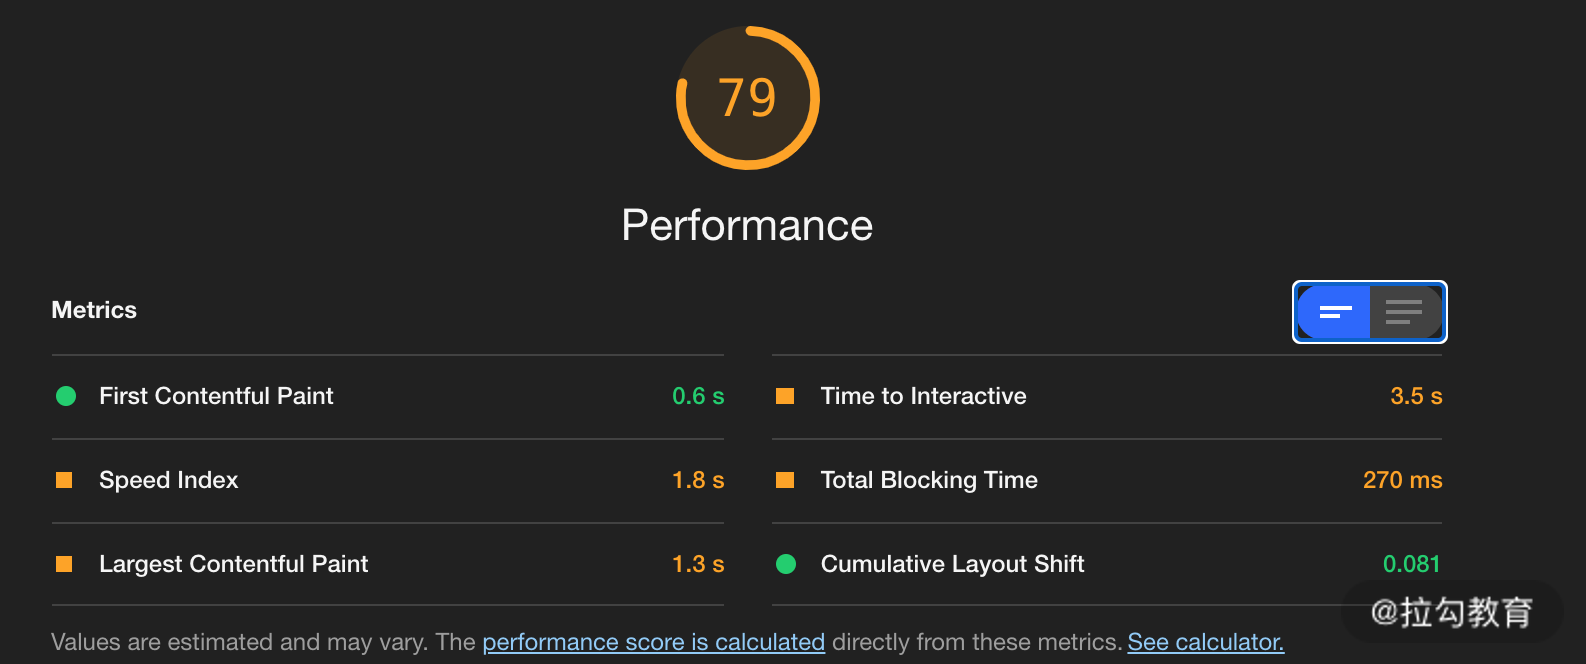 79
Performance
Metrics
First Contentful Paint 0.6 s
Time to Interactive 3.5 s
Speed Index 1.8 s
Total Blocking Time 270 ms
Largest Contentful Paint 1.3 s
Cumulative Layout Shift 0.081
@拉勾教育
Values are estimated and may vary. The performance score is calculated directly from these metrics. See calculator.